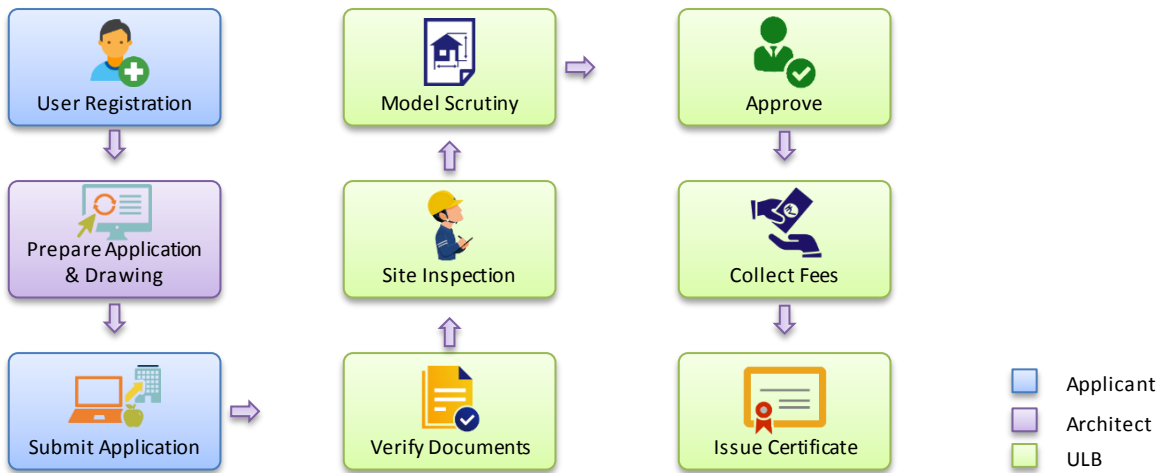 User Registration
Prepare Application
& Drawing
Submit Application
Model Scrutiny
Site Inspection
Verify Documents
Approve
Collect Fees
Issue Certificate
Applicant
Architect
ULB